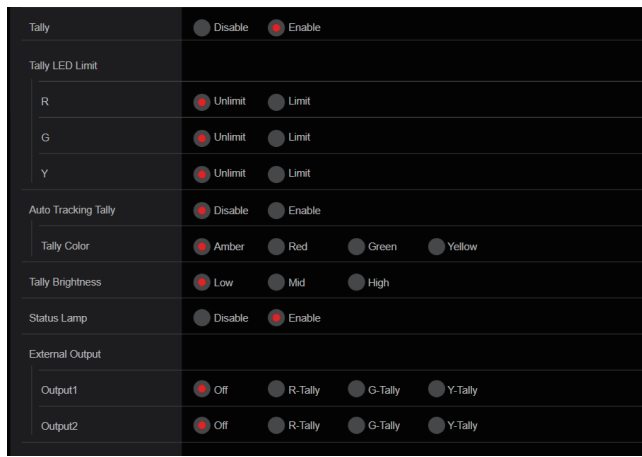 Tally Disable Enable
Tally LED Limit
R Unlimit Limit
G Unlimit Limit
Y Unlimit Limit
Auto Tracking Tally Disable Enable
Tally Color Amber Red Green Yellow
Tally Brightness Low Mid High
Status Lamp Disable Enable
External Output
Output1 Off R-Tally G-Tally Y-Tally
Output2 Off R-Tally G-Tally Y-Tally